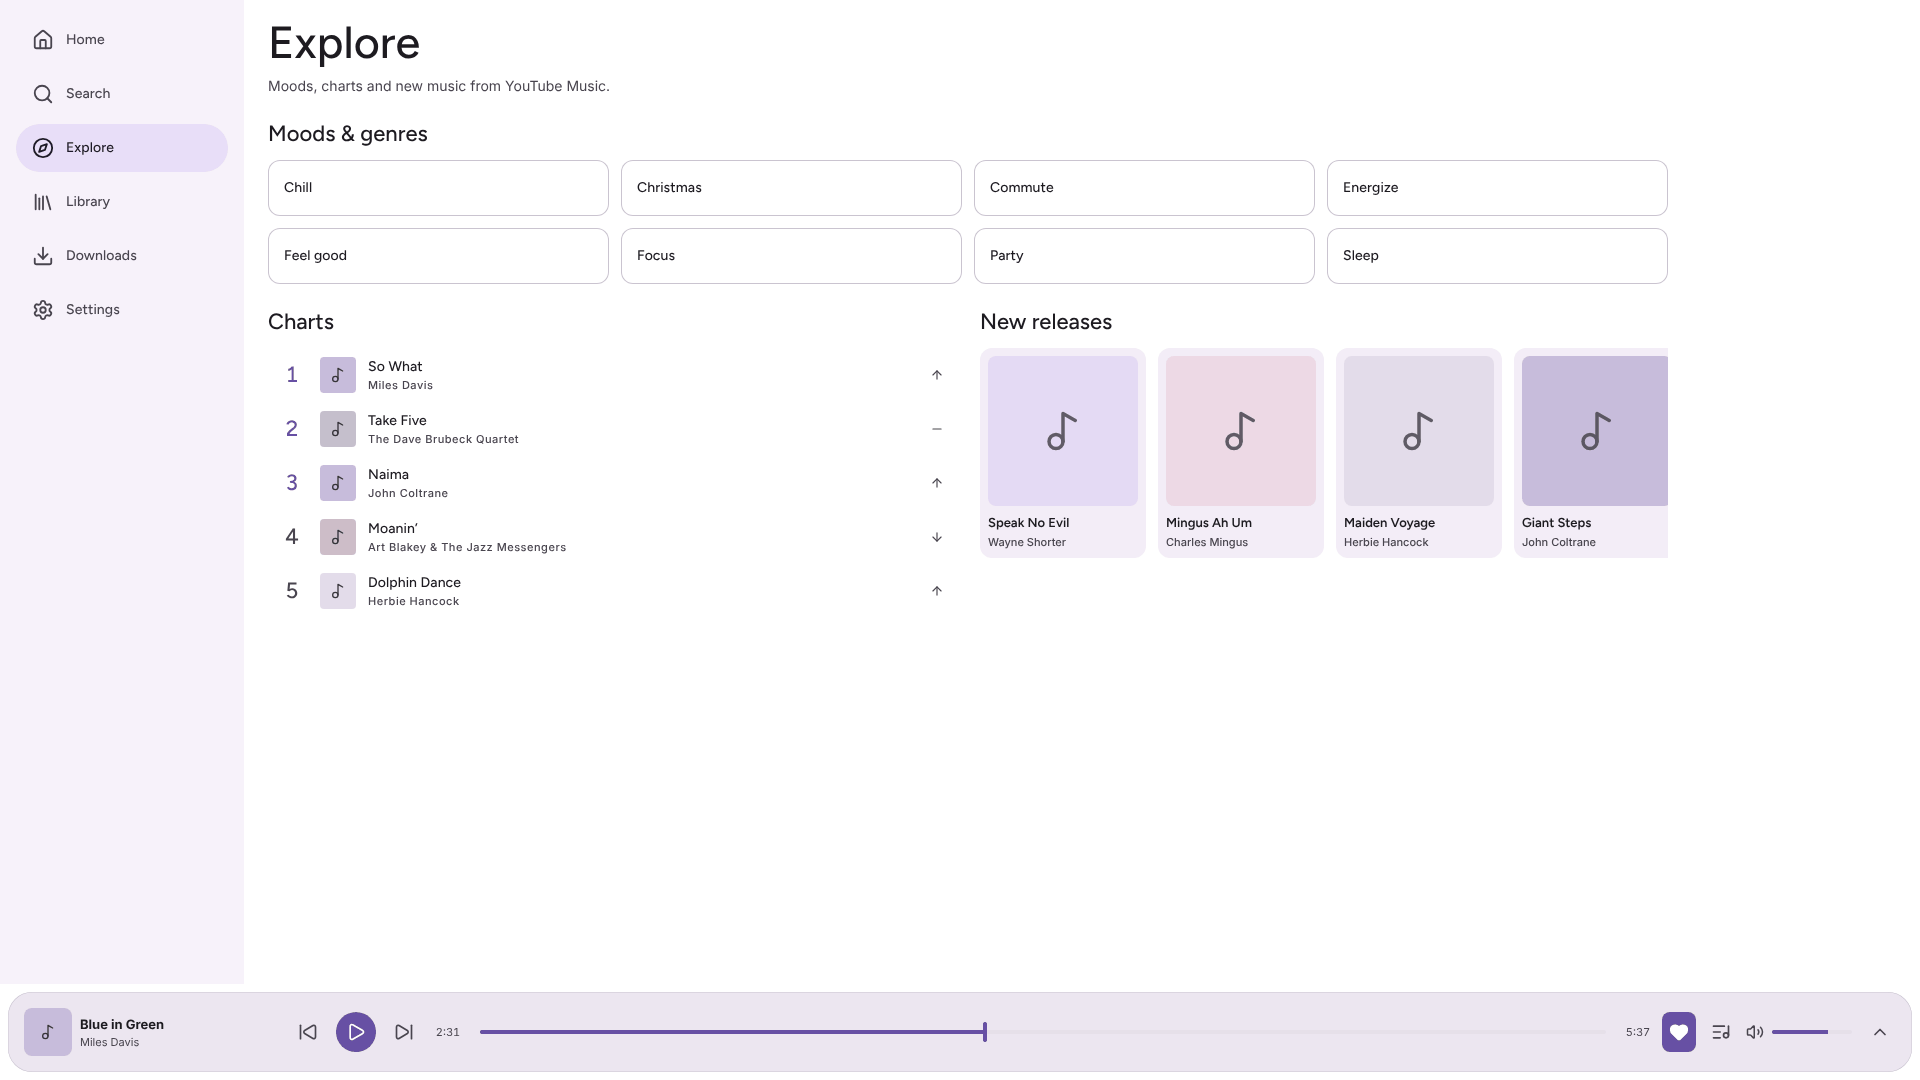 Home
Search
Explore
Library
Downloads
Settings
Explore
Moods, charts and new music from YouTube Music.
Moods & genres
Chill
Christmas
Commute
Energize
Feel good
Focus
Party
Sleep
Charts
1
So What
Miles Davis
2
Take Five
The Dave Brubeck Quartet
3
Naima
John Coltrane
4
Moanin’
Art Blakey & The Jazz Messengers
5
Dolphin Dance
Herbie Hancock
New releases
Speak No Evil
Wayne Shorter
Mingus Ah Um
Charles Mingus
Maiden Voyage
Herbie Hancock
Giant Steps
John Coltrane
Blue in Green
Miles Davis
2:31
5:37